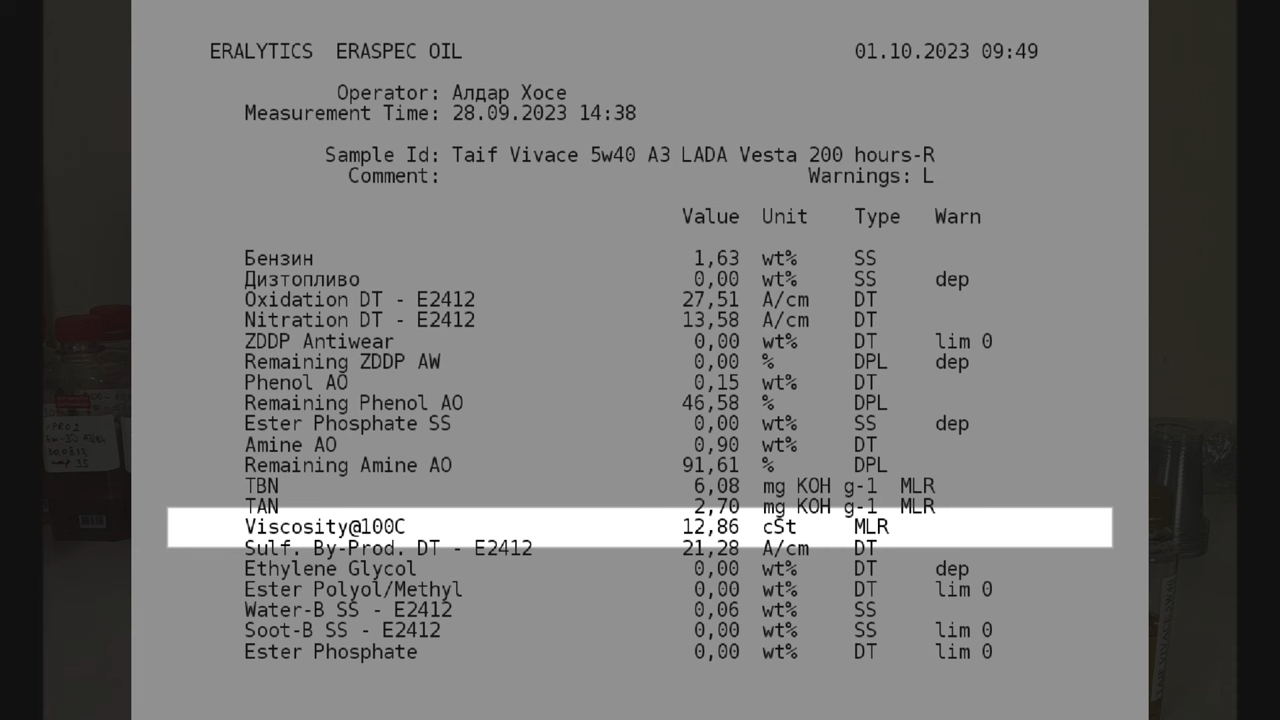 ERALYTICS ERASPEC OIL 01.10.2023 09:49
Operator: Алдар Хосе
Measurement Time: 28.09.2023 14:38
Sample Id: Taif Vivace 5w40 A3 LADA Vesta 200 hours-R
Comment: Warnings: L
Value Unit Type Warn
Бензин 1,63 wt% SS
Дизтопливо 0,00 wt% SS dep
Oxidation DT - E2412 27,51 A/cm DT
Nitration DT - E2412 13,58 A/cm DT
ZDDP Antiwear 0,00 wt% DT lim 0
Remaining ZDDP AW 0,00 % DPL dep
Phenol AO 0,15 wt% DT
Remaining Phenol AO 46,58 % DPL
Ester Phosphate SS 0,00 wt% SS dep
Amine AO 0,90 wt% DT
Remaining Amine AO 91,61 % DPL
TBN 6,08 mg KOH g-1 MLR
TAN 2,70 mg KOH g-1 MLR
Viscosity@100C 12,86 cSt MLR
Sulf. By-Prod. DT - E2412 21,28 A/cm DT
Ethylene Glycol 0,00 wt% DT dep
Ester Polyol/Methyl 0,00 wt% DT lim 0
Water-B SS - E2412 0,06 wt% SS
Soot-B SS - E2412 0,00 wt% SS lim 0
Ester Phosphate 0,00 wt% DT lim 0